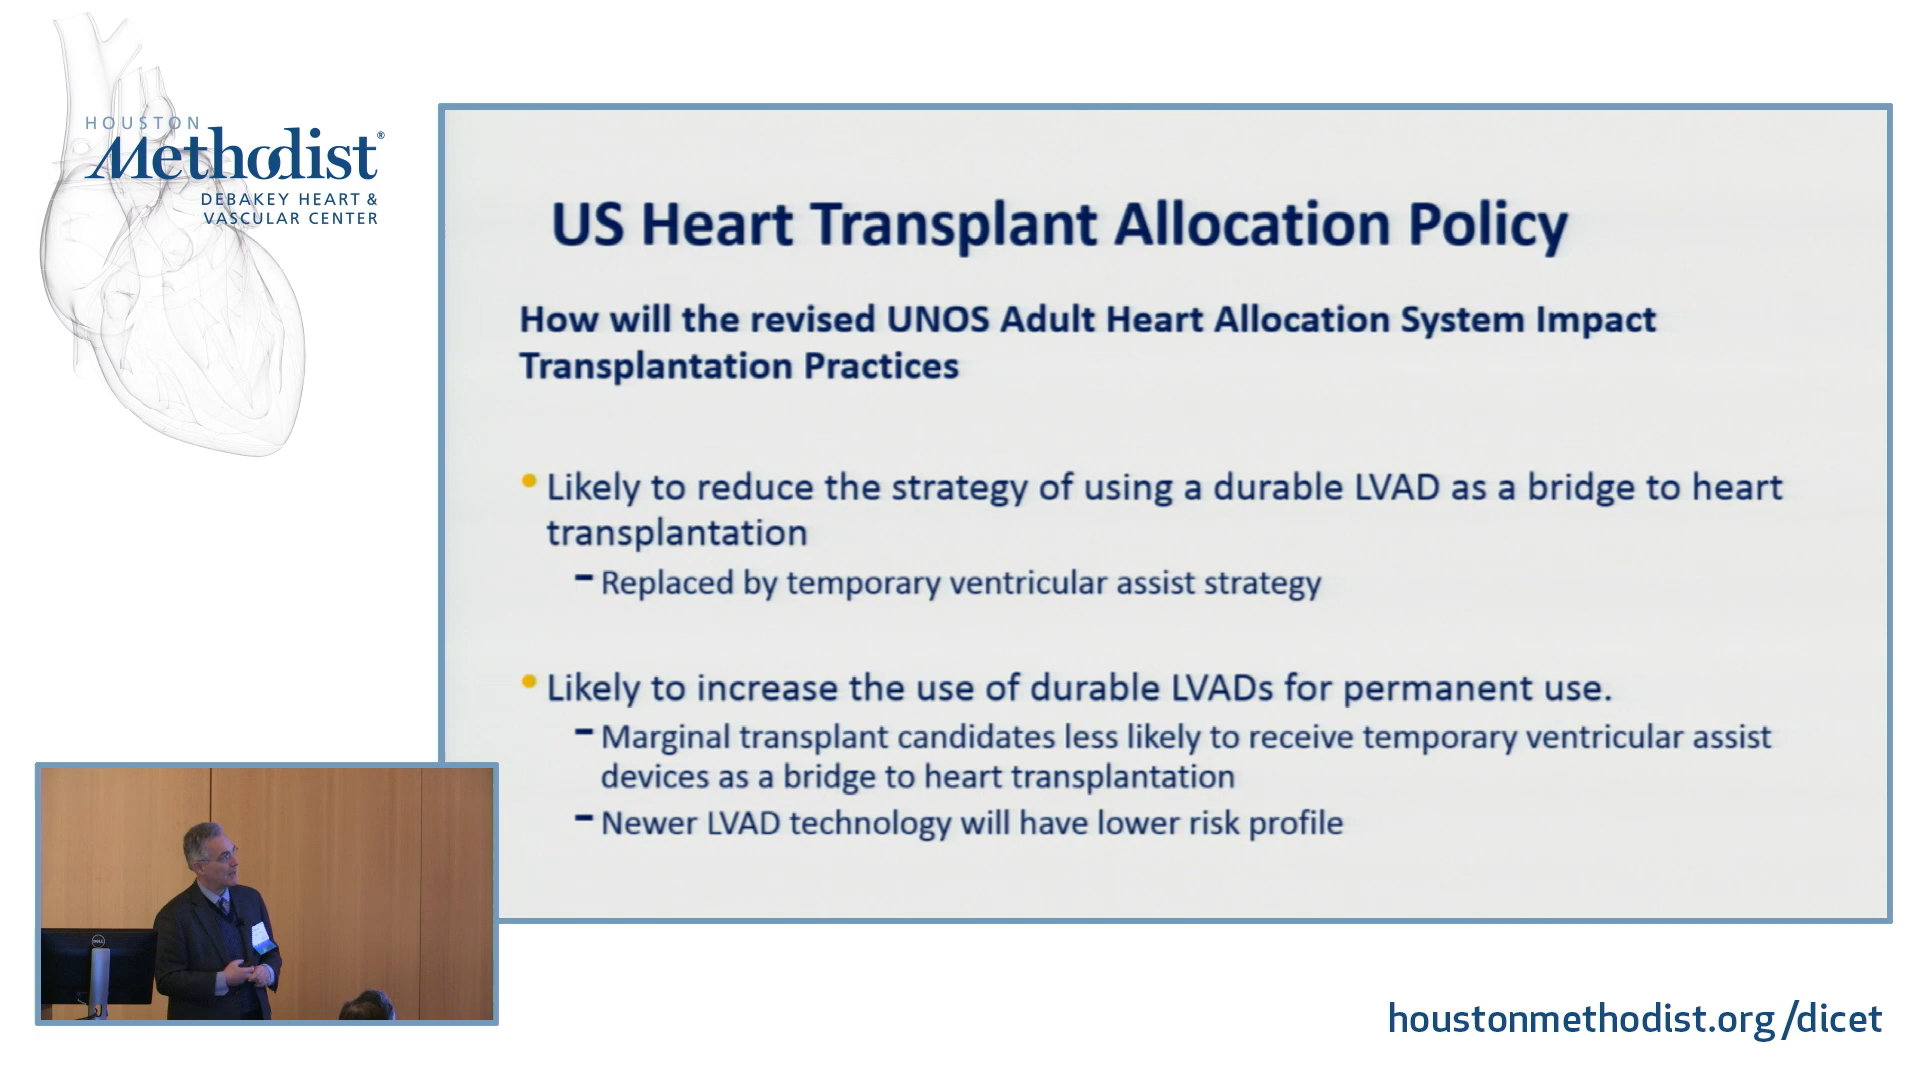 HOUSTON
Methodist®
DEBAKEY HEART &
VASCULAR CENTER
US Heart Transplant Allocation Policy
How will the revised UNOS Adult Heart Allocation System Impact
Transplantation Practices
• Likely to reduce the strategy of using a durable LVAD as a bridge to heart
transplantation
– Replaced by temporary ventricular assist strategy
• Likely to increase the use of durable LVADs for permanent use.
– Marginal transplant candidates less likely to receive temporary ventricular assist
devices as a bridge to heart transplantation
– Newer LVAD technology will have lower risk profile
DELL
houstonmethodist.org/dicet